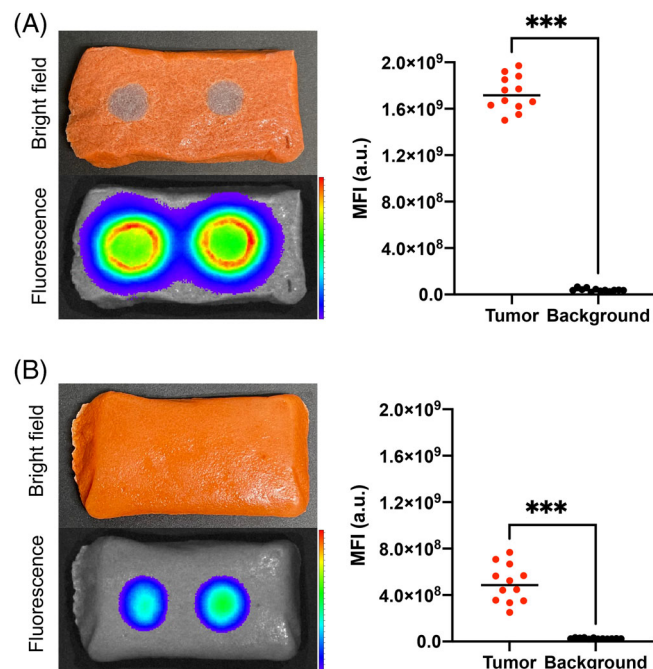 (A)
Bright field
Fluorescence
***
2.0×10⁹
1.6×10⁹
1.2×10⁹
8.0×10⁸
4.0×10⁸
0.0
MFI (a.u.)
Tumor Background
(B)
Bright field
Fluorescence
***
2.0×10⁹
1.6×10⁹
1.2×10⁹
8.0×10⁸
4.0×10⁸
0.0
MFI (a.u.)
Tumor Background